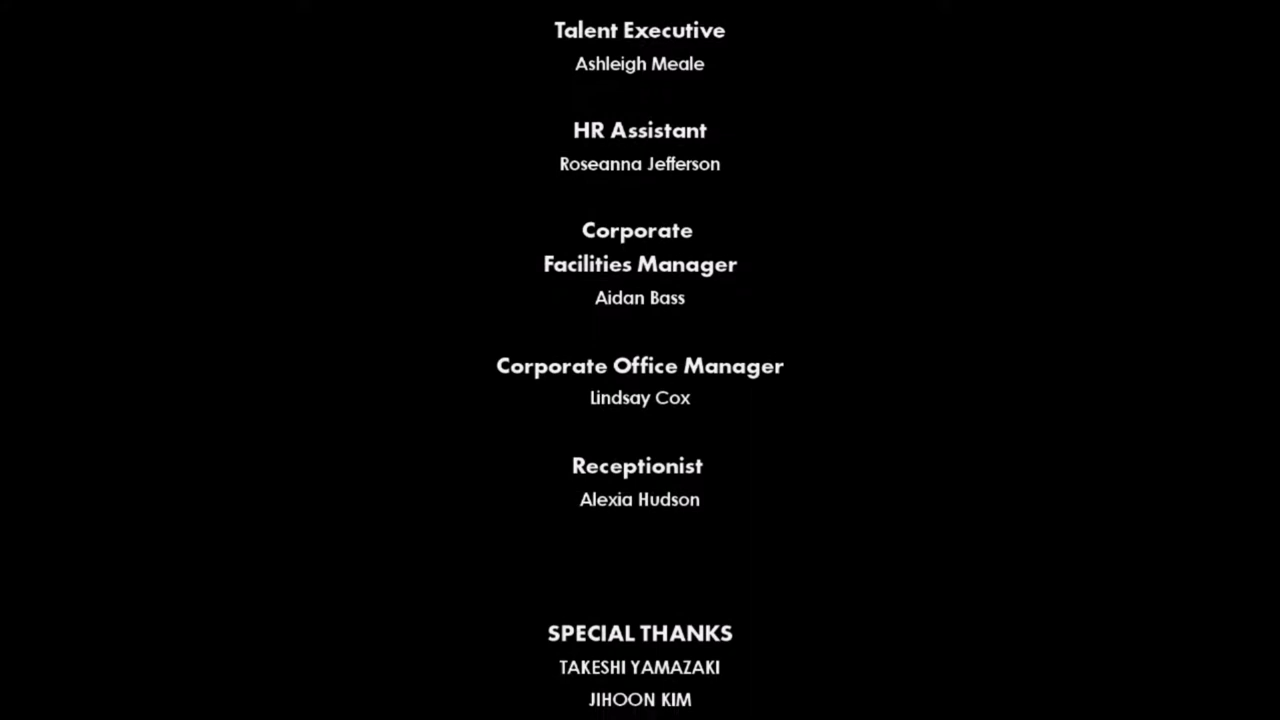 Talent Executive
Ashleigh Meale
HR Assistant
Roseanna Jefferson
Corporate
Facilities Manager
Aidan Bass
Corporate Office Manager
Lindsay Cox
Receptionist
Alexia Hudson
SPECIAL THANKS
TAKESHI YAMAZAKI
JIHOON KIM